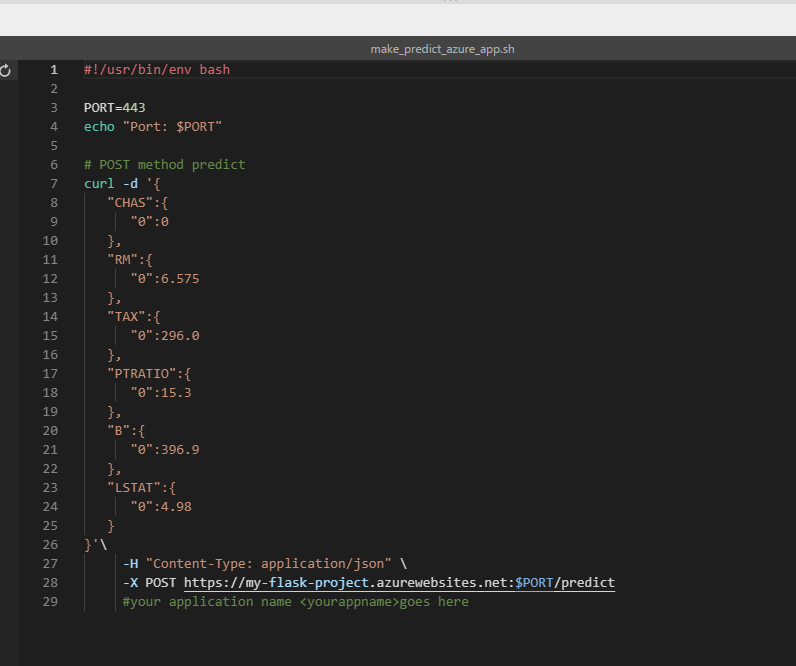 make_predict_azure_app.sh
1 #!/usr/bin/env bash
2
3 PORT=443
4 echo "Port: $PORT"
5
6 # POST method predict
7 curl -d '{
8 "CHAS":{
9 "0":0
10 },
11 "RM":{
12 "0":6.575
13 },
14 "TAX":{
15 "0":296.0
16 },
17 "PTRATIO":{
18 "0":15.3
19 },
20 "B":{
21 "0":396.9
22 },
23 "LSTAT":{
24 "0":4.98
25 }
26 }'\
27 -H "Content-Type: application/json" \
28 -X POST https://my-flask-project.azurewebsites.net:$PORT/predict
29 #your application name <yourappname>goes here